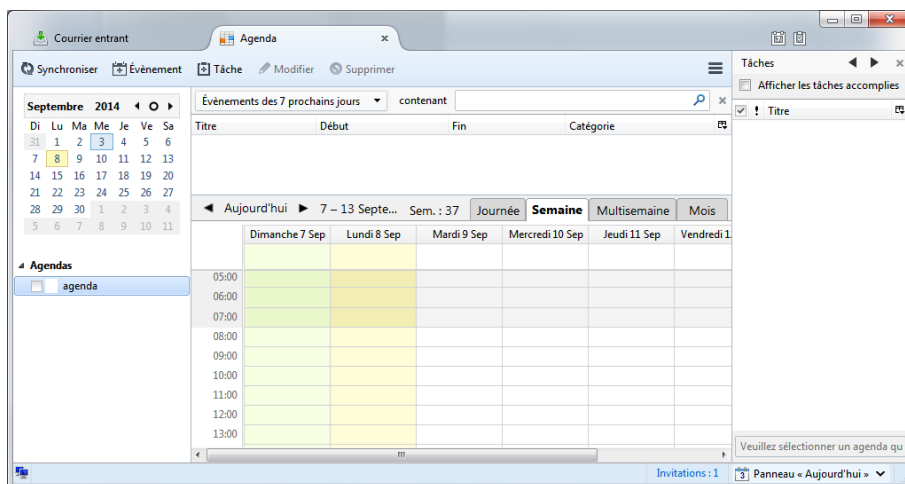 Courrier entrant
Agenda
Synchroniser Évènement Tâche Modifier Supprimer
Tâches
Afficher les tâches accomplies
! Titre
Septembre 2014
Di Lu Ma Me Je Ve Sa
31 1 2 3 4 5 6
7 8 9 10 11 12 13
14 15 16 17 18 19 20
21 22 23 24 25 26 27
28 29 30 1 2 3 4
5 6 7 8 9 10 11
Agendas
agenda
Évènements des 7 prochains jours contenant
Titre Début Fin Catégorie
Aujourd'hui 7 – 13 Septe... Sem. : 37 Journée Semaine Multisemaine Mois
Dimanche 7 Sep Lundi 8 Sep Mardi 9 Sep Mercredi 10 Sep Jeudi 11 Sep Vendredi 1
05:00
06:00
07:00
08:00
09:00
10:00
11:00
12:00
13:00
Veuillez sélectionner un agenda qu
Invitations : 1
3 Panneau « Aujourd'hui »